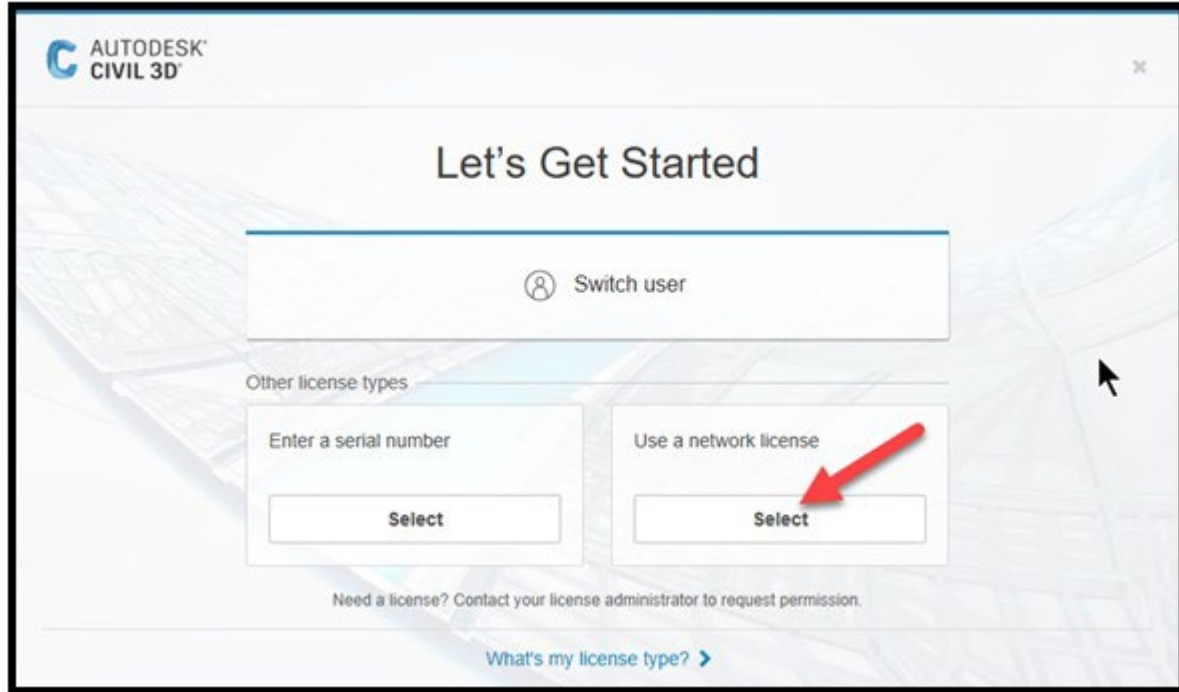 AUTODESK®
CIVIL 3D®
Let's Get Started
Switch user
Other license types
Enter a serial number
Use a network license
Select
Select
Need a license? Contact your license administrator to request permission.
What's my license type?